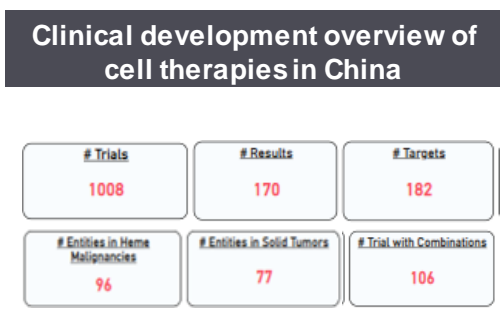 Clinical development overview of
cell therapies in China
# Trials
1008
# Results
170
# Targets
182
# Entities in Heme
Malignancies
96
# Entities in Solid Tumors
77
# Trial with Combinations
106